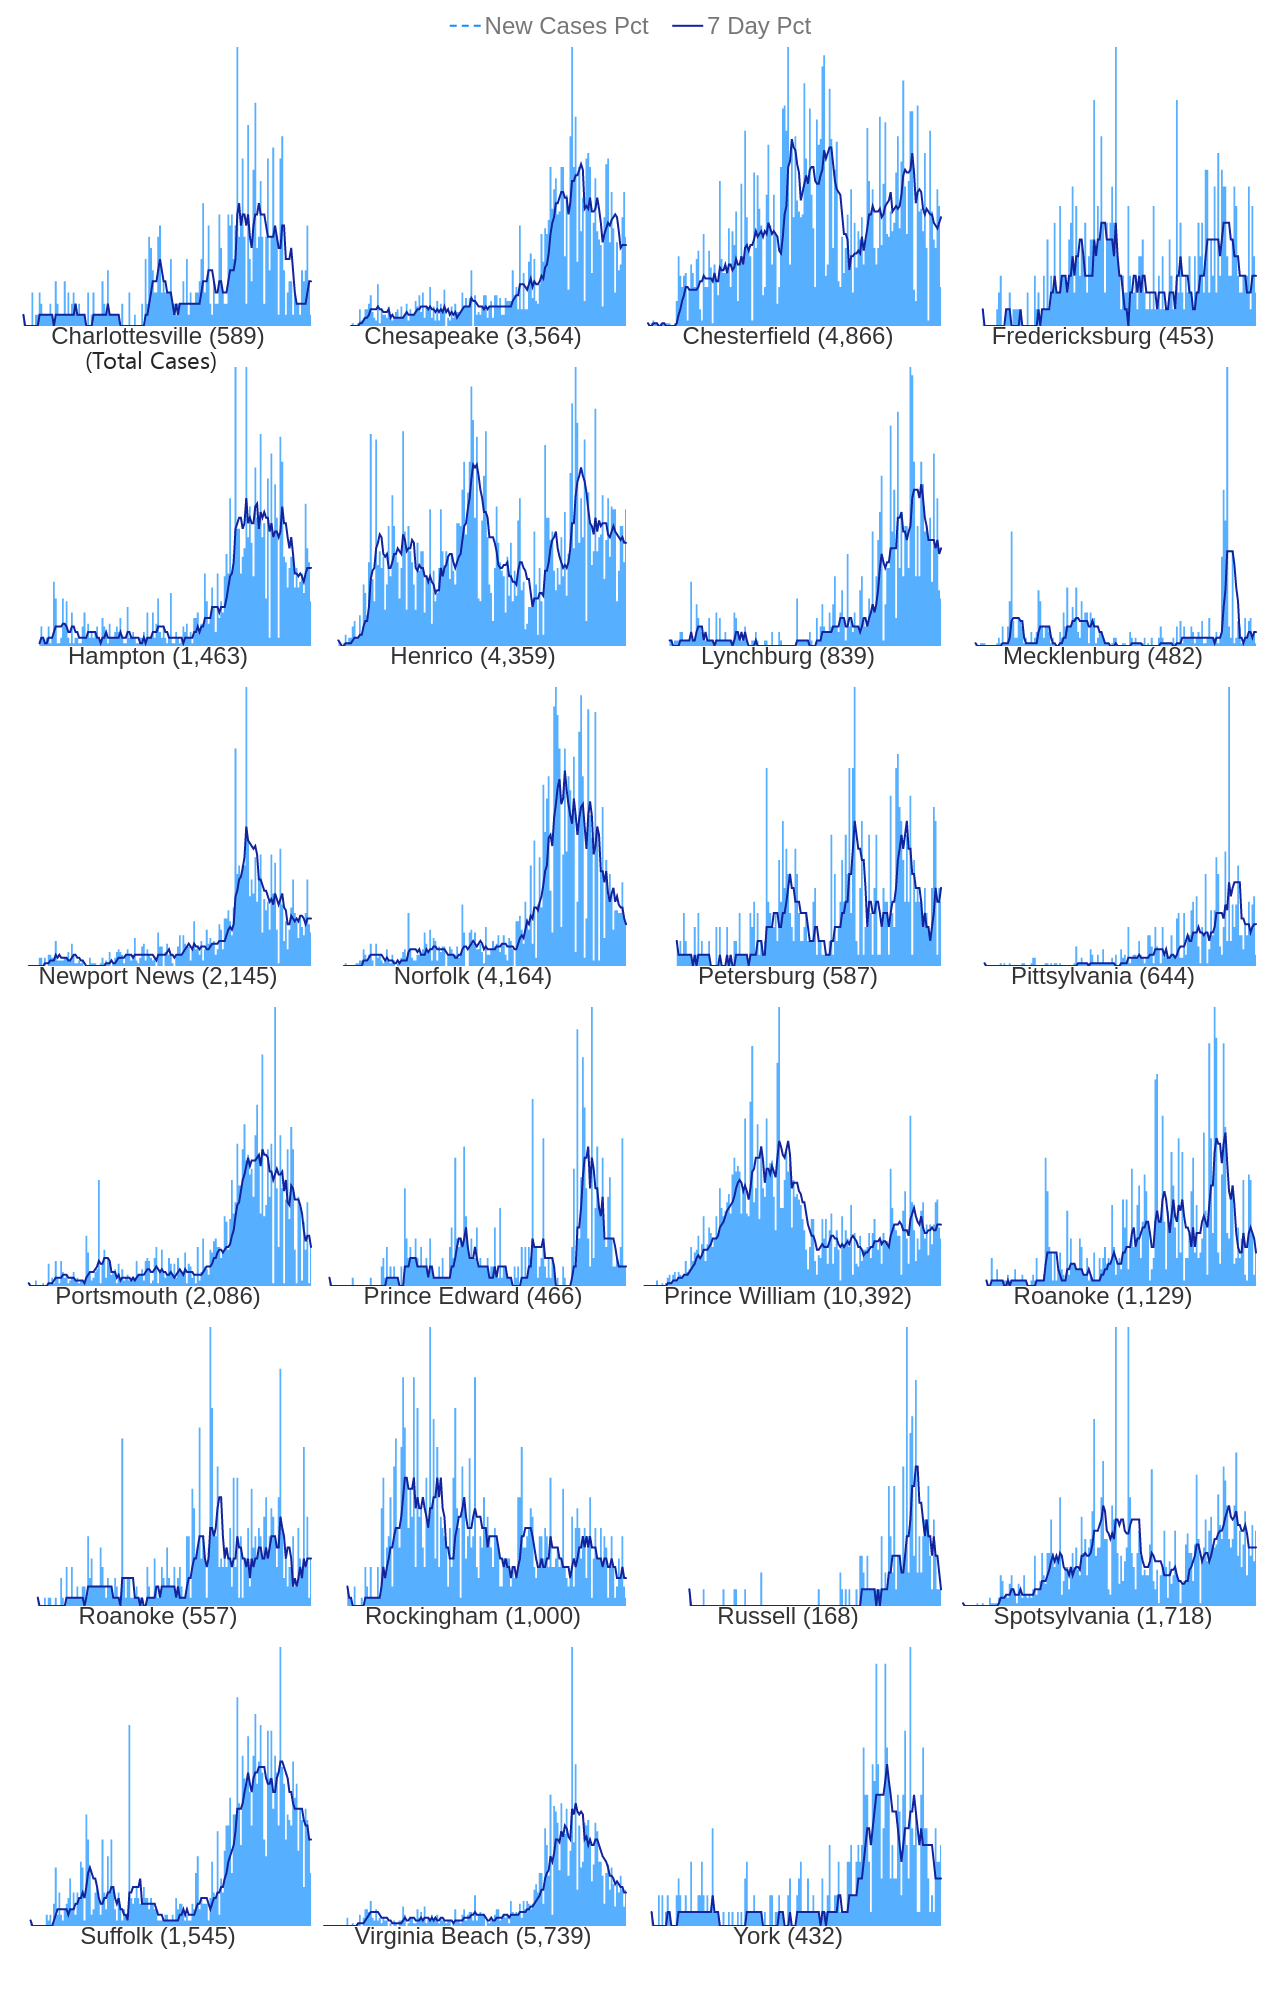 New Cases Pct 7 Day Pct
Charlottesville (589) Chesapeake (3,564) Chesterfield (4,866) Fredericksburg (453)
(Total Cases)
Hampton (1,463) Henrico (4,359) Lynchburg (839) Mecklenburg (482)
Newport News (2,145) Norfolk (4,164) Petersburg (587) Pittsylvania (644)
Portsmouth (2,086) Prince Edward (466) Prince William (10,392) Roanoke (1,129)
Roanoke (557) Rockingham (1,000) Russell (168) Spotsylvania (1,718)
Suffolk (1,545) Virginia Beach (5,739) York (432)